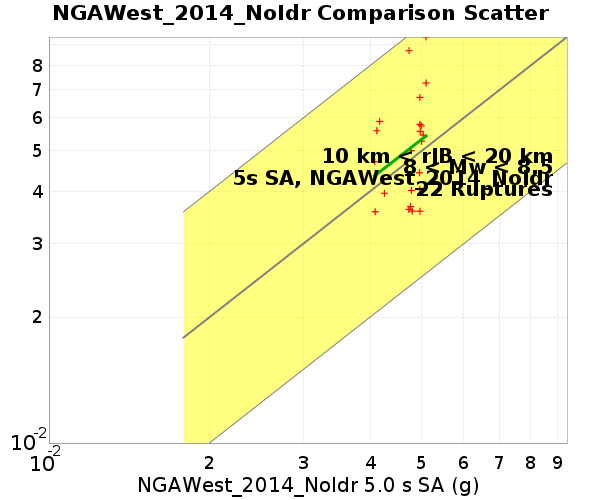 NGAWest_2014_NoIdr Comparison Scatter
8
7
6
5
4
3
2
10-2
10-2
2
3
4
5
6
7
8
9
10 km < rJB < 20 km
8 < Mw < 8.5
5s SA, NGAWest_2014_NoIdr
22 Ruptures
NGAWest_2014_NoIdr 5.0 s SA (g)